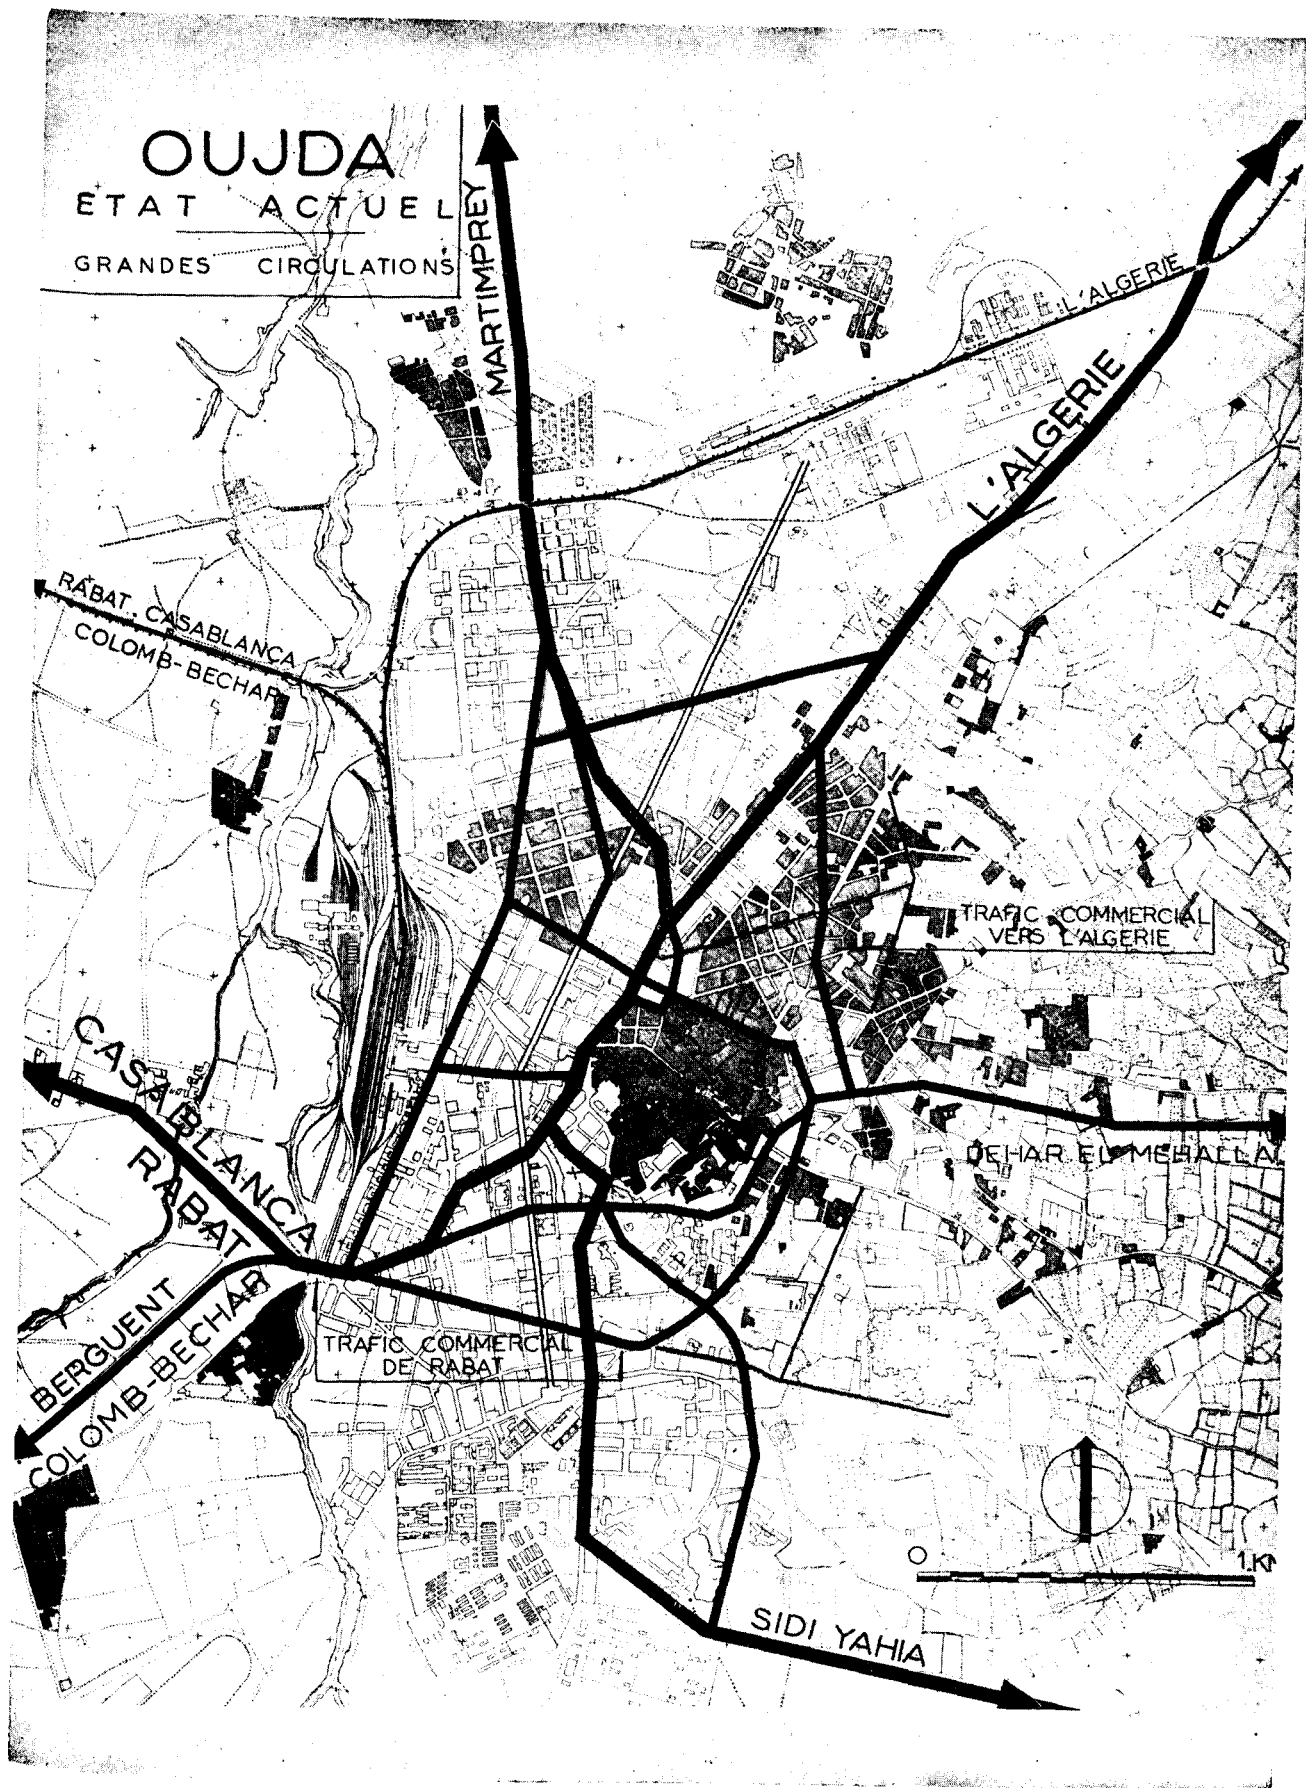 OUJDA
ETAT ACTUEL
GRANDES CIRCULATIONS
MARTIMPREY
L'ALGERIE
L'ALGERIE
RABAT. CASABLANCA
COLOMB-BECHAR
TRAFIC COMMERCIAL
VERS L'ALGERIE
CASABLANCA
RABAT
DEHAR EL MEHALLA
BERGUENT
COLOMB-BECHAR
TRAFIC COMMERCIAL
DE RABAT
O
1.KM
SIDI YAHIA